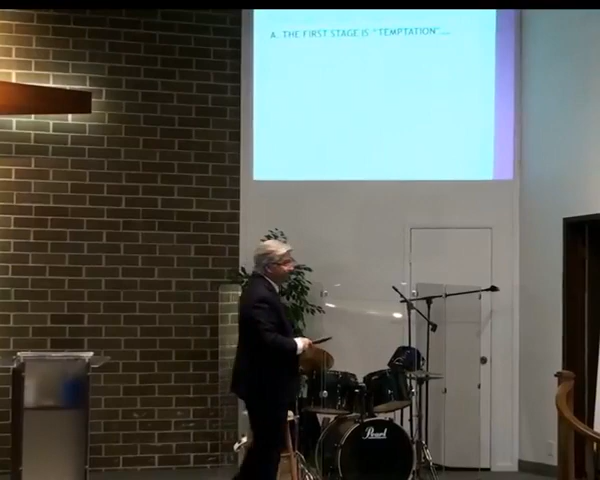 A. THE FIRST STAGE IS "TEMPTATION"....
Pearl